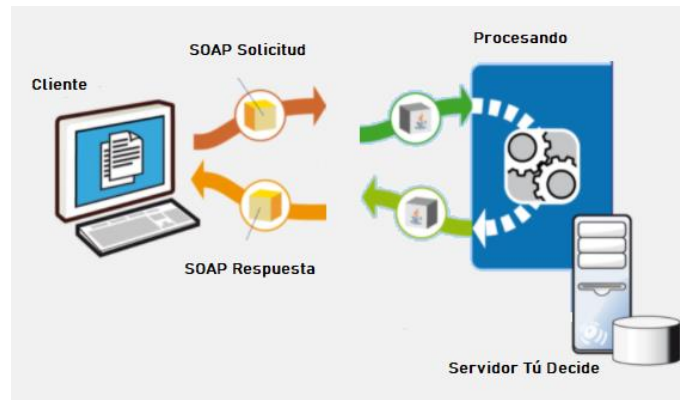 SOAP Solicitud
Procesando
Cliente
SOAP Respuesta
Servidor Tú Decide